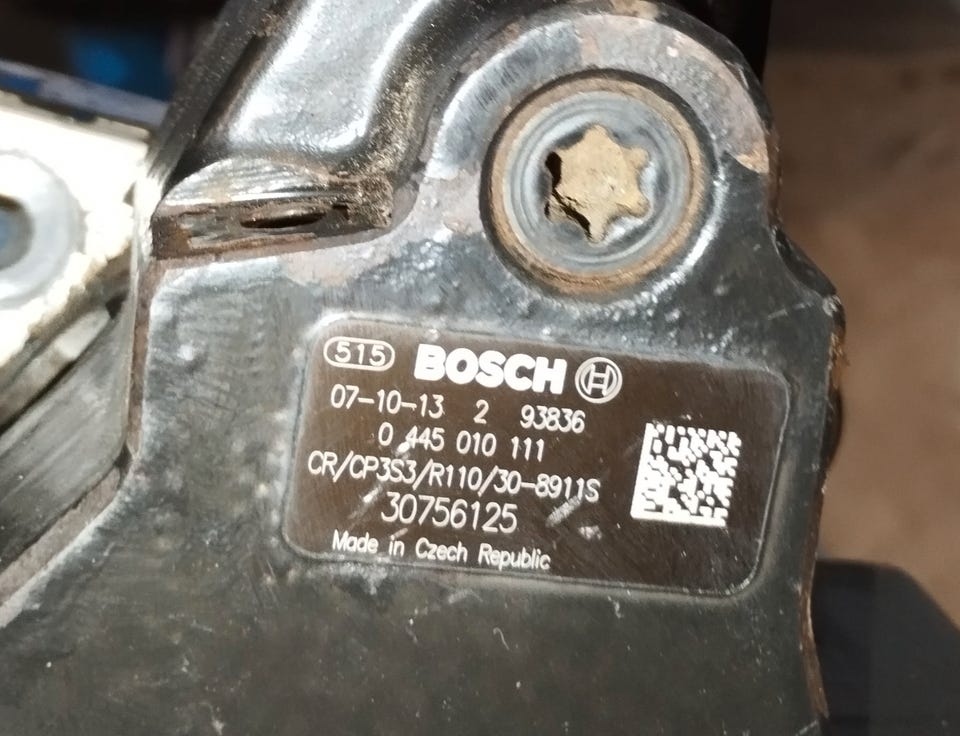 515 BOSCH
07-10-13 2 93836
0 445 010 111
CR/CP3S3/R110/30-8911S
30756125
Made in Czech Republic